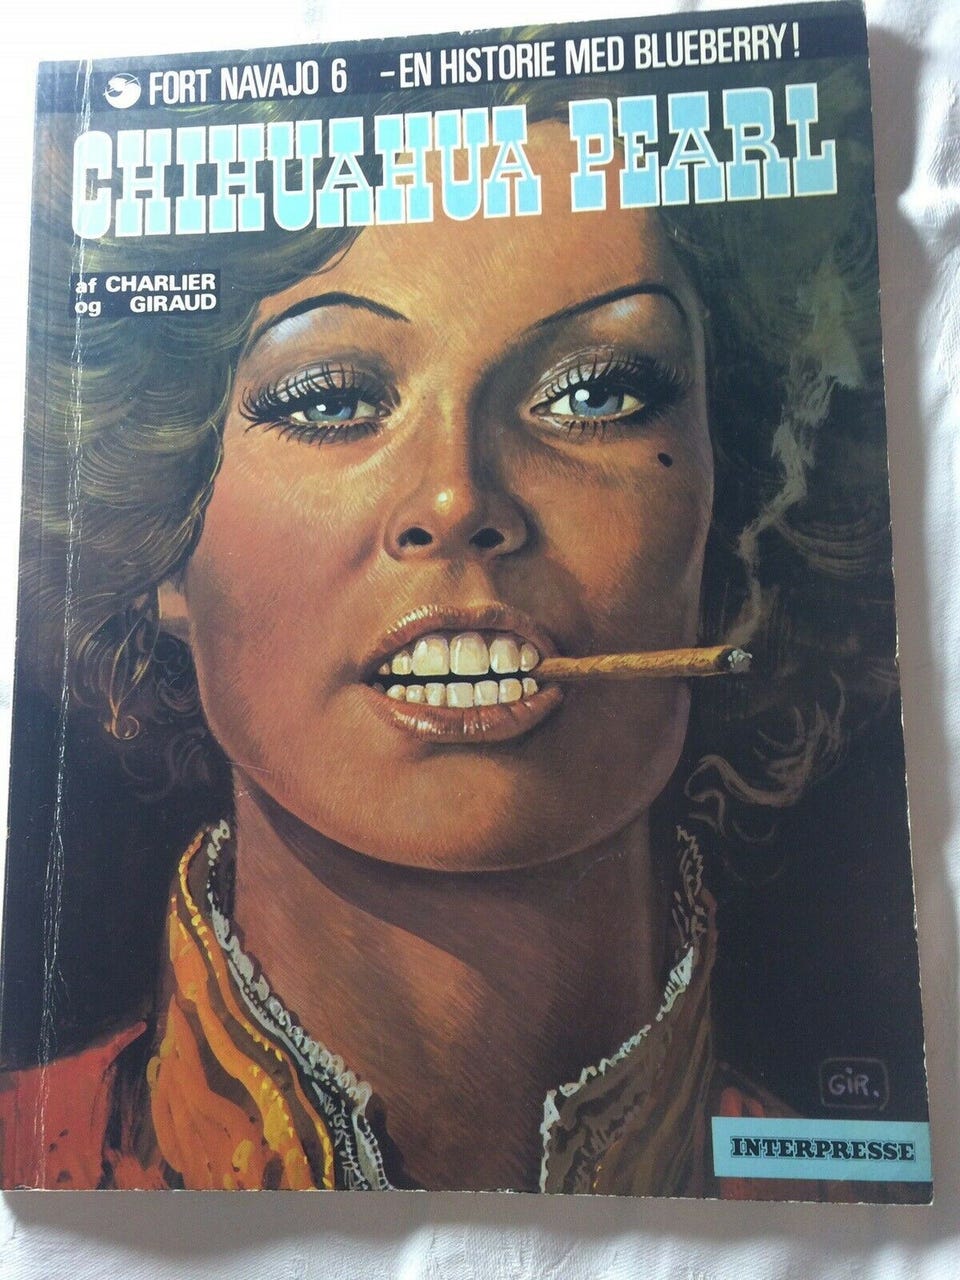 FORT NAVAJO 6 - EN HISTORIE MED BLUEBERRY!
CHIHUAHUA PEARL
af CHARLIER
og GIRAUD
GIR.
INTERPRESSE